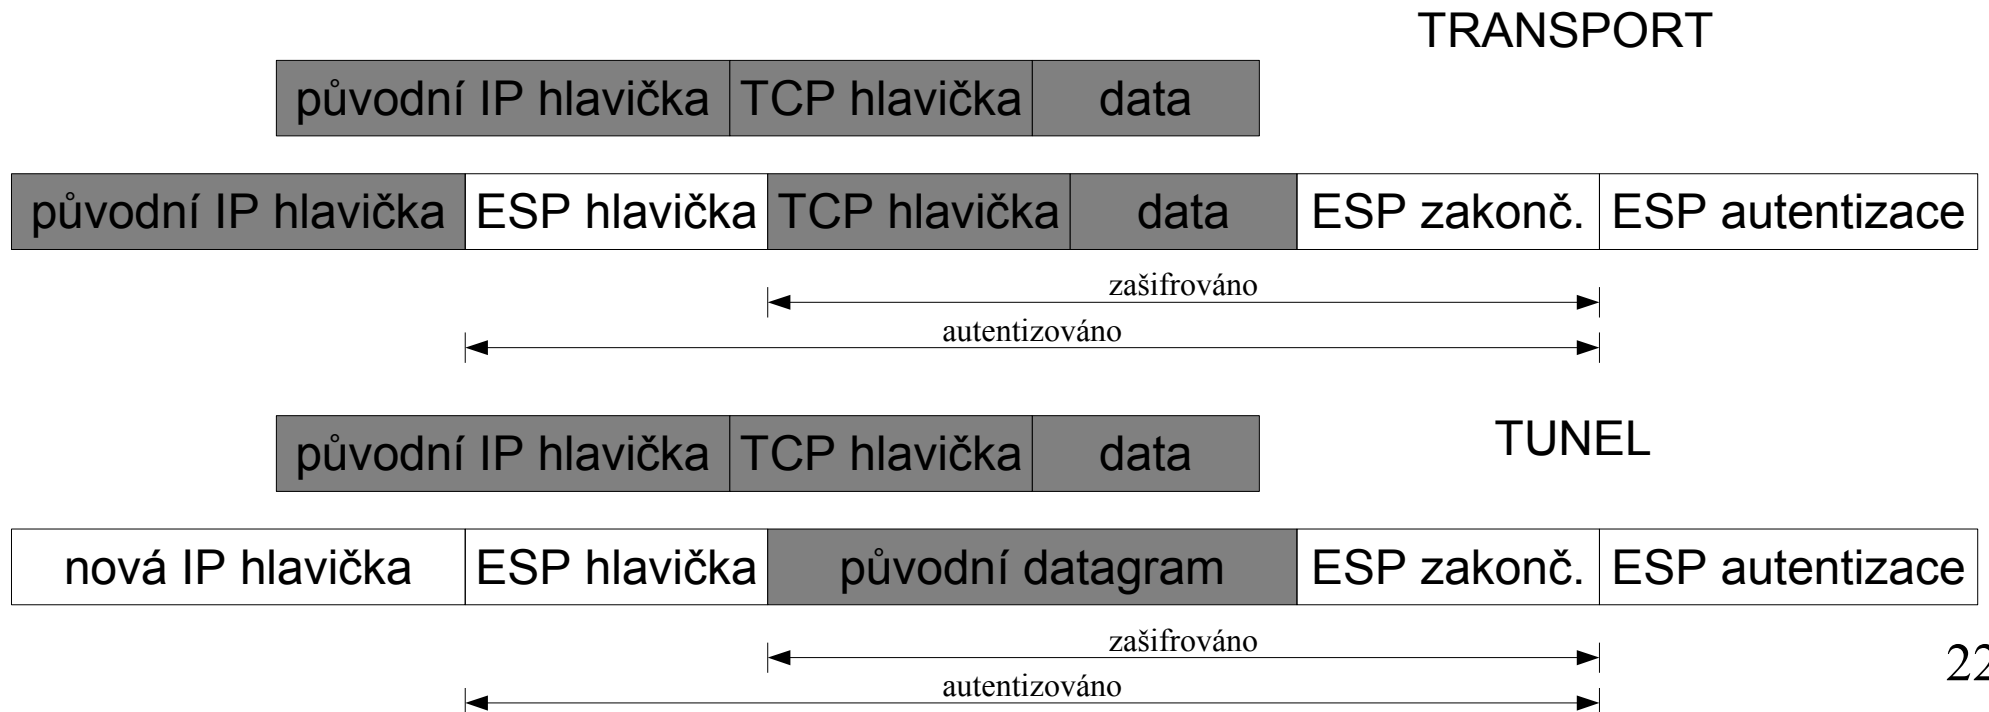 TRANSPORT
původní IP hlavička TCP hlavička data
původní IP hlavička ESP hlavička TCP hlavička data ESP zakonč. ESP autentizace
zašifrováno
autentizováno
TUNEL
původní IP hlavička TCP hlavička data
nová IP hlavička ESP hlavička původní datagram ESP zakonč. ESP autentizace
zašifrováno
autentizováno
22